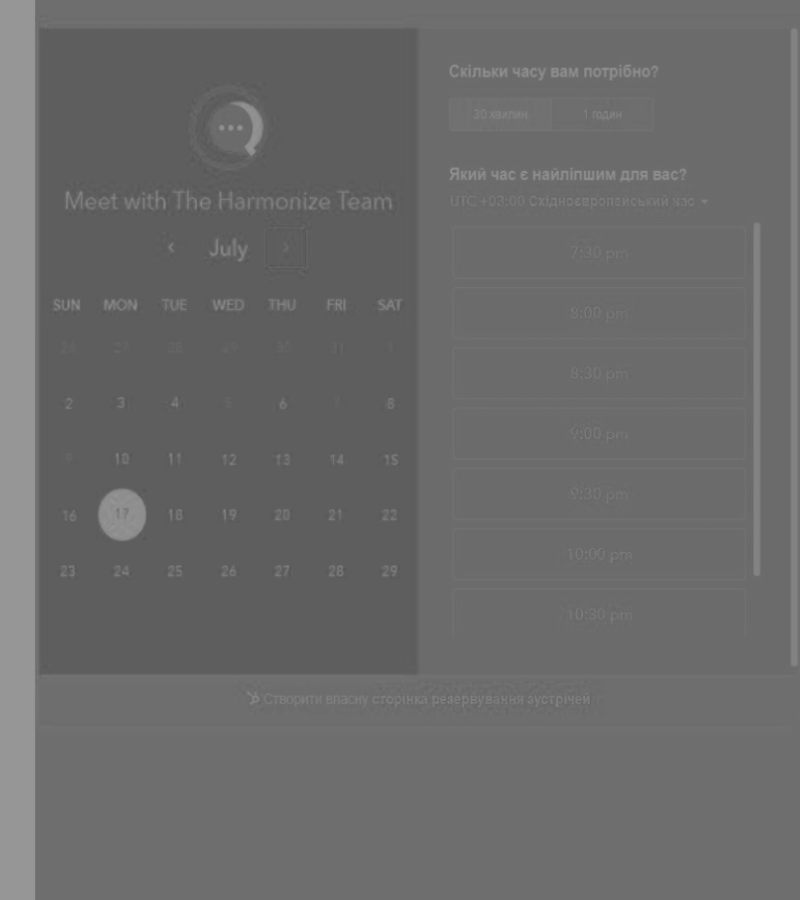 Meet with The Harmonize Team
July
SUN MON TUE WED THU FRI SAT
26 27 28 29 30 31 1
2 3 4 5 6 7 8
9 10 11 12 13 14 15
16 17 18 19 20 21 22
23 24 25 26 27 28 29
Скільки часу вам потрібно?
30 хвилин 1 годин
Який час є найліпшим для вас?
UTC +03:00 Східноєвропейський час
7:30 pm
8:00 pm
8:30 pm
9:00 pm
9:30 pm
10:00 pm
10:30 pm
Створити власну сторінка резервування зустрічей